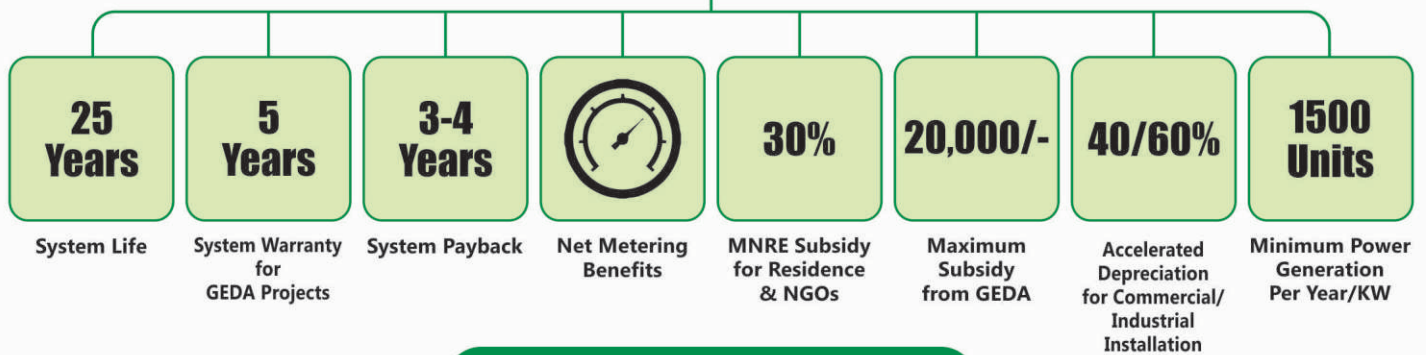 25
Years
System Life
5
Years
System Warranty
for
GEDA Projects
3-4
Years
System Payback
Net Metering
Benefits
30%
MNRE Subsidy
for Residence
& NGOs
20,000/-
Maximum
Subsidy
from GEDA
40/60%
Accelerated
Depreciation
for Commercial/
Industrial
Installation
1500
Units
Minimum Power
Generation
Per Year/KW